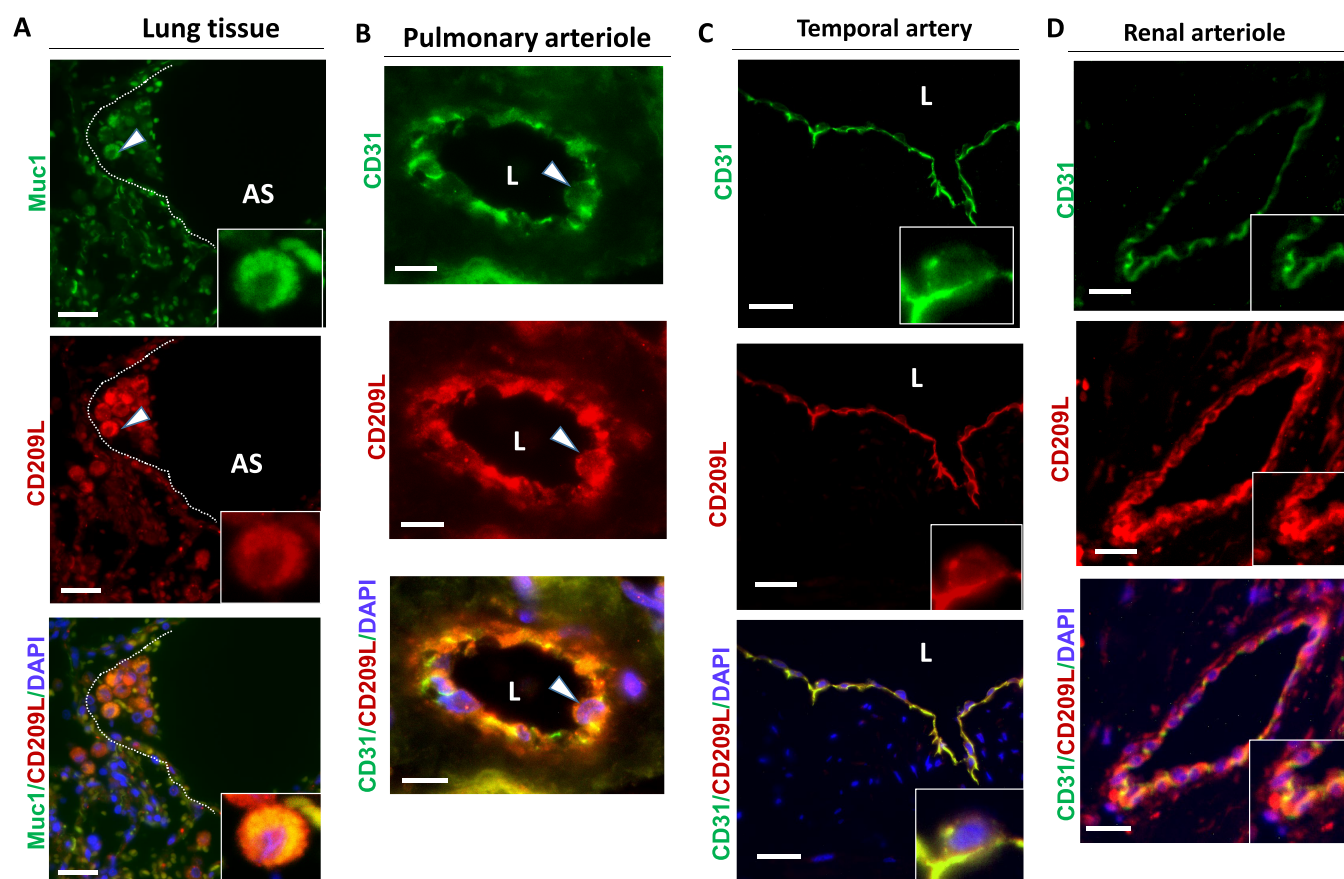 A
Lung tissue
Muc1
AS
CD209L
AS
Muc1/CD209L/DAPI
B
Pulmonary arteriole
CD31
L
CD209L
L
CD31/CD209L/DAPI
L
C
Temporal artery
CD31
L
CD209L
L
CD31/CD209L/DAPI
L
D
Renal arteriole
CD31
CD209L
CD31/CD209L/DAPI